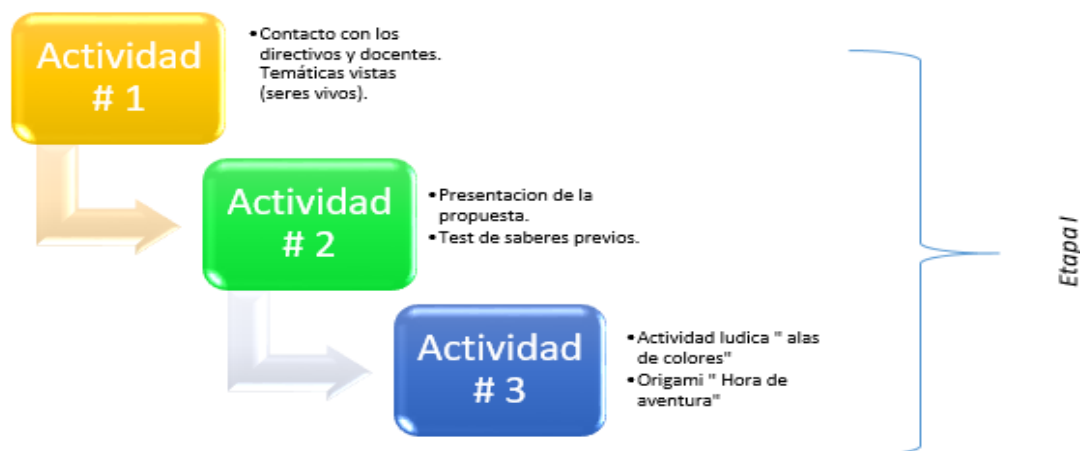 Actividad
# 1
•Contacto con los
directivos y docentes.
Temáticas vistas
(seres vivos).
Actividad
# 2
•Presentacion de la
propuesta.
•Test de saberes previos.
Actividad
# 3
•Actividad ludica " alas
de colores"
•Origami " Hora de
aventura"
Etapa I